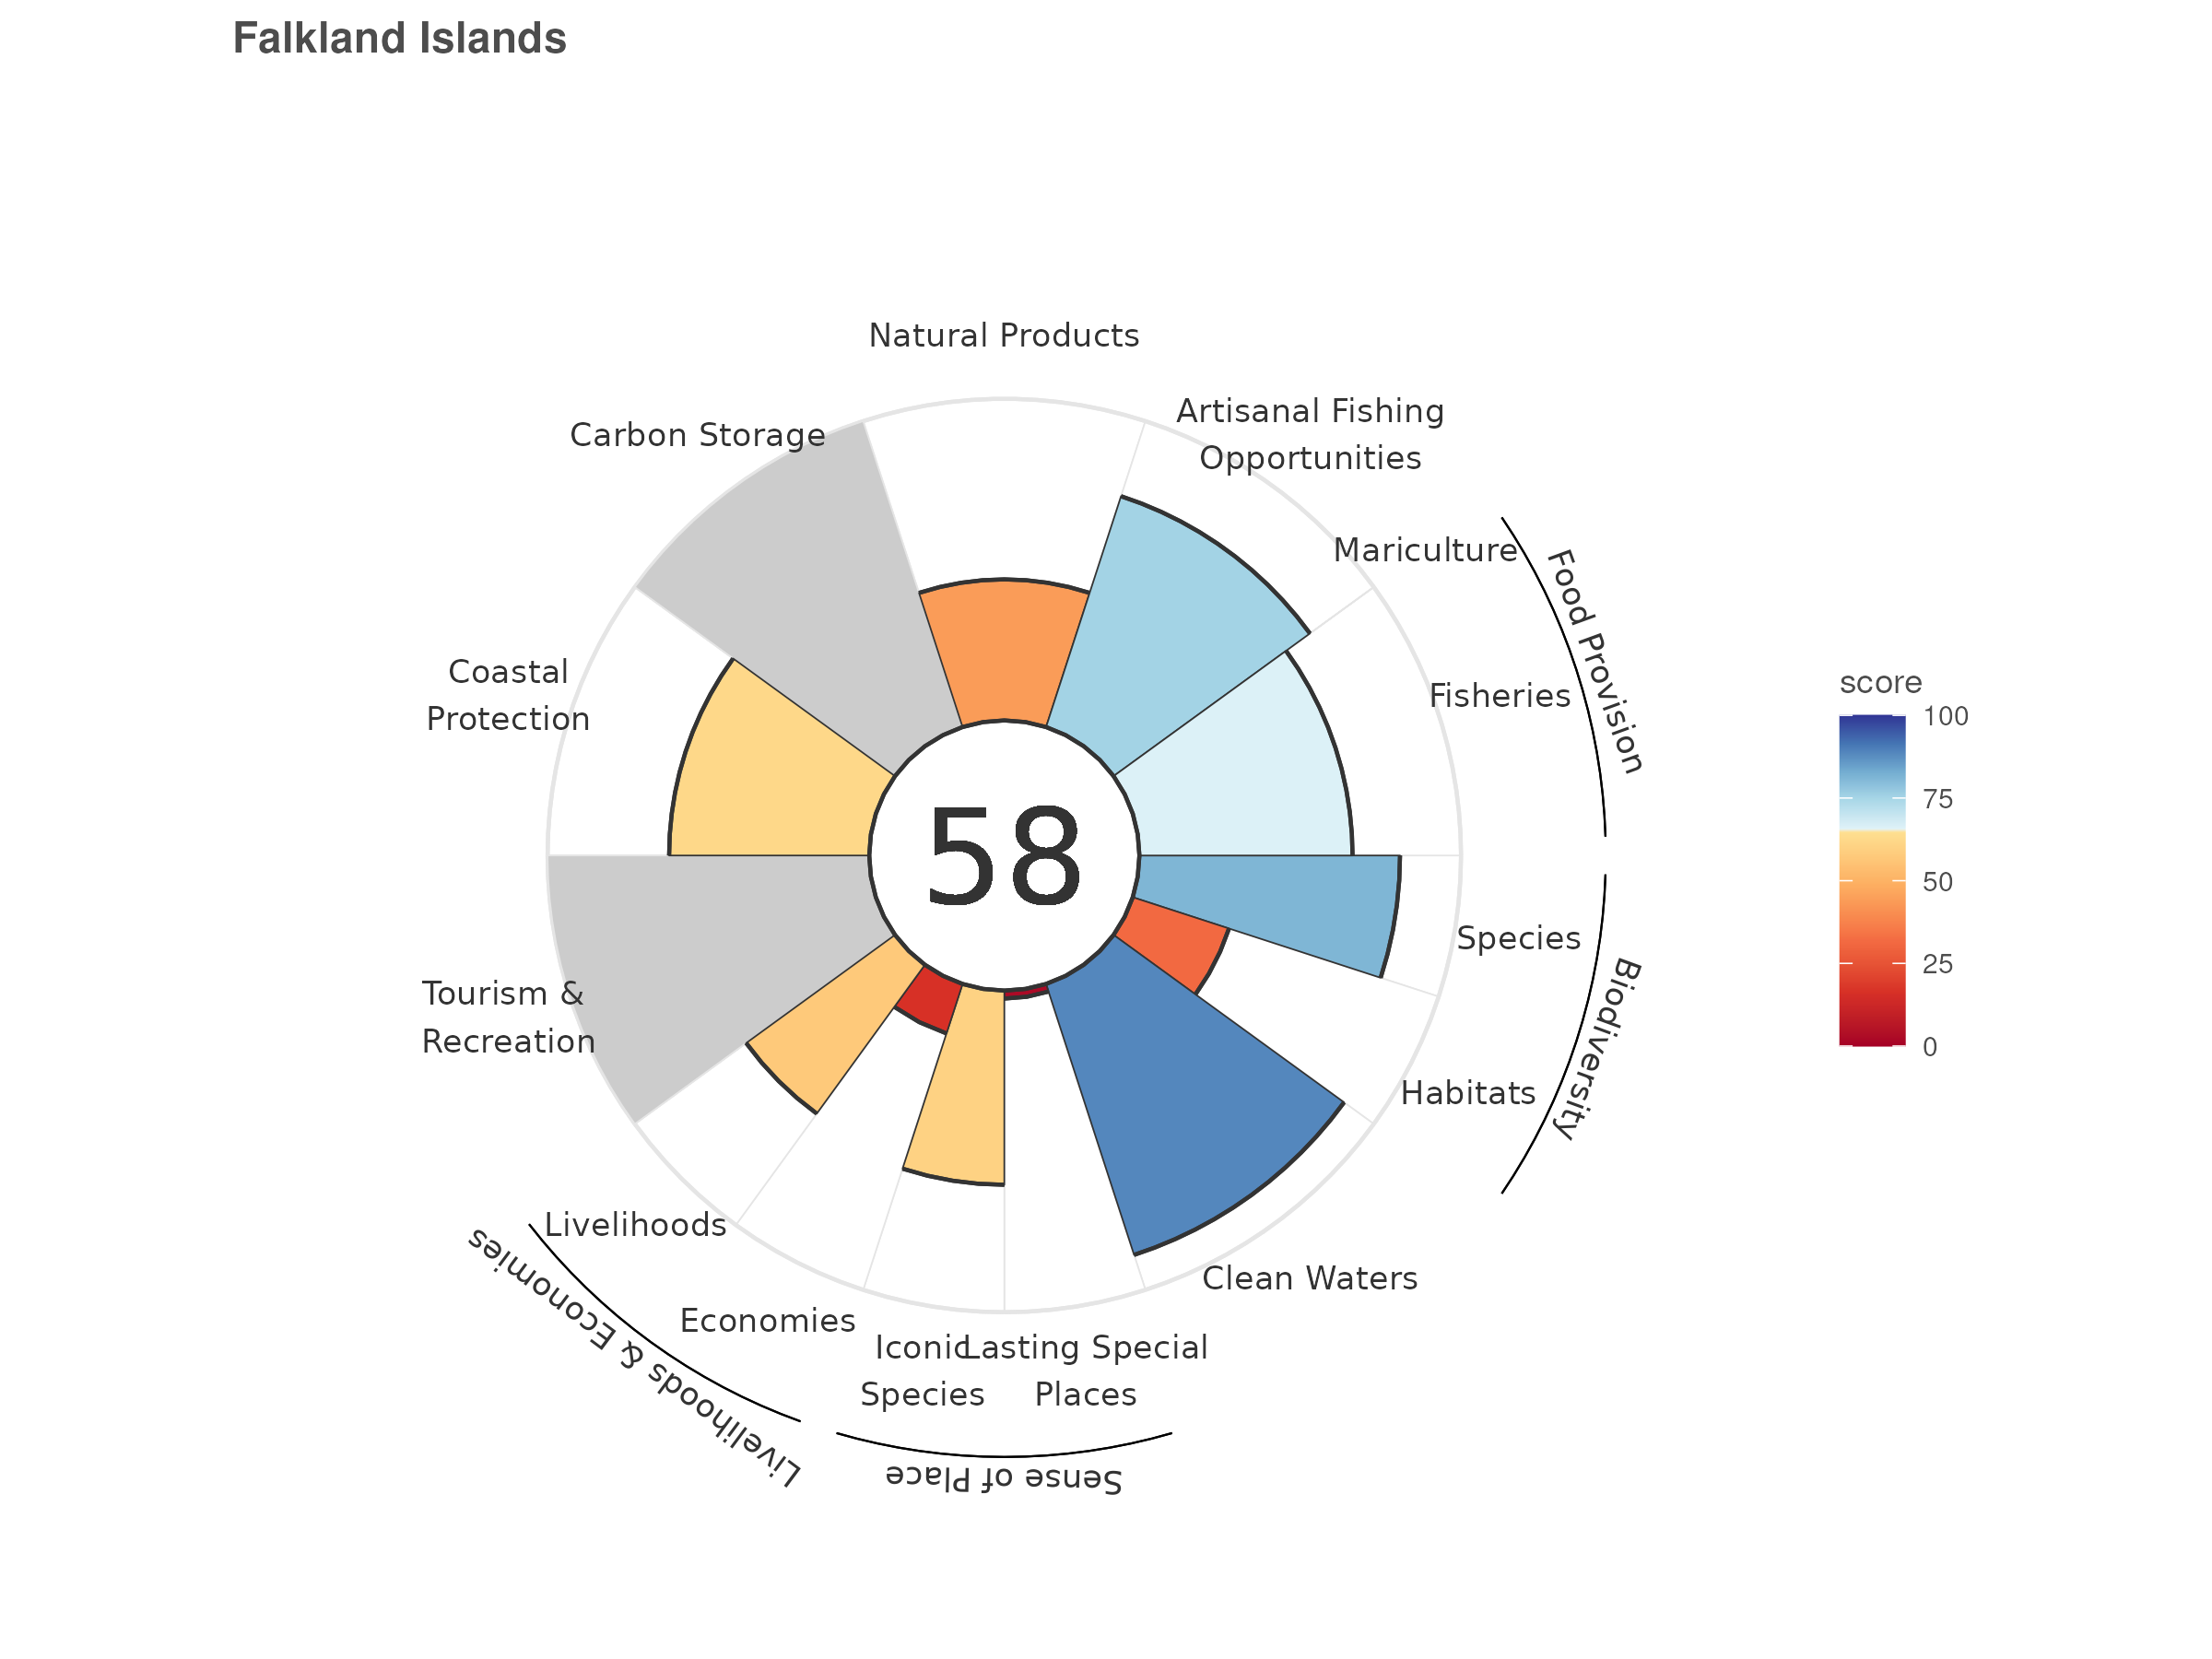 Falkland Islands
Natural Products
Artisanal Fishing
Opportunities
Carbon Storage
Mariculture
Food Provision
Fisheries
Coastal
Protection
score
100
75
50
25
0
58
Species
Biodiversity
Habitats
Tourism &
Recreation
Livelihoods
Livelihoods & Economies
Economies
Clean Waters
Iconic
Species
Lasting Special
Places
Sense of Place